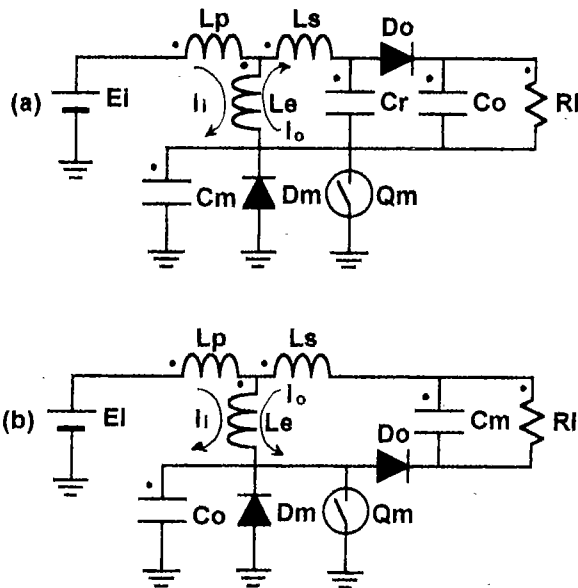 Lp Ls Do
(a) Ei Ii Le Io Cr Co Rl
Cm Dm Qm
Lp Ls
(b) Ei Ii Io Le Do Cm Rl
Co Dm Qm